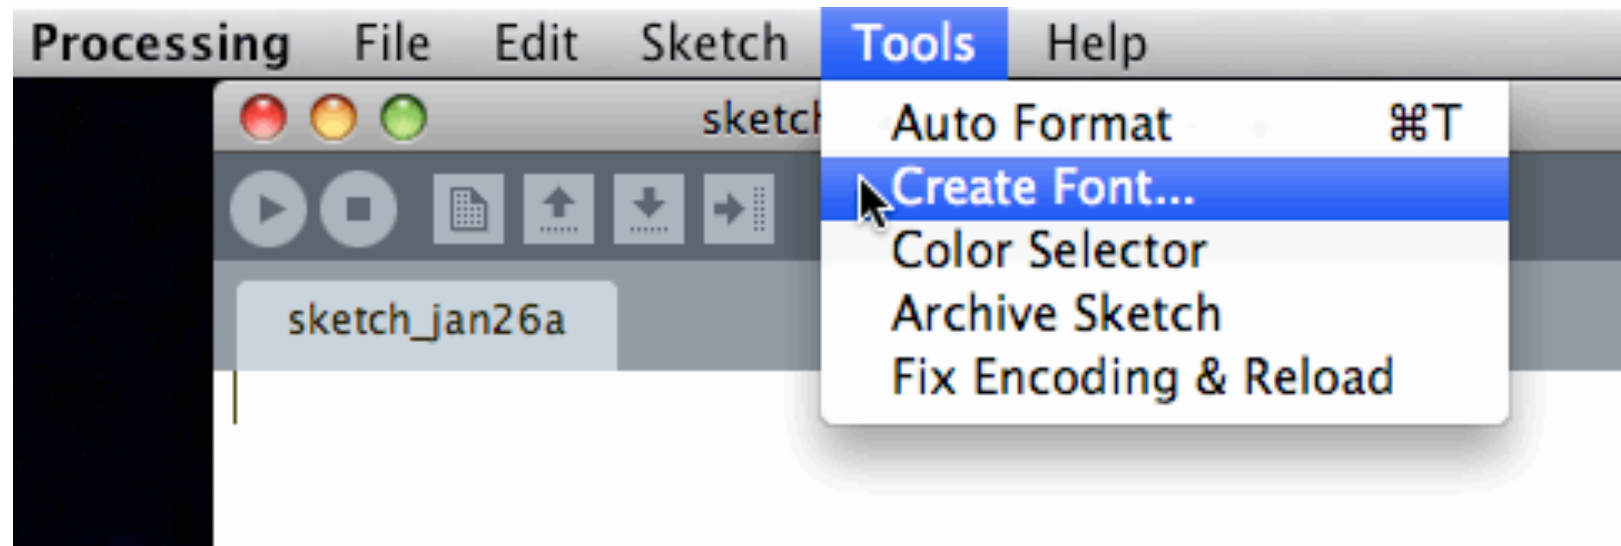 Processing File Edit Sketch Tools Help
sketch
Auto Format ⌘T
Create Font...
Color Selector
Archive Sketch
Fix Encoding & Reload
sketch_jan26a